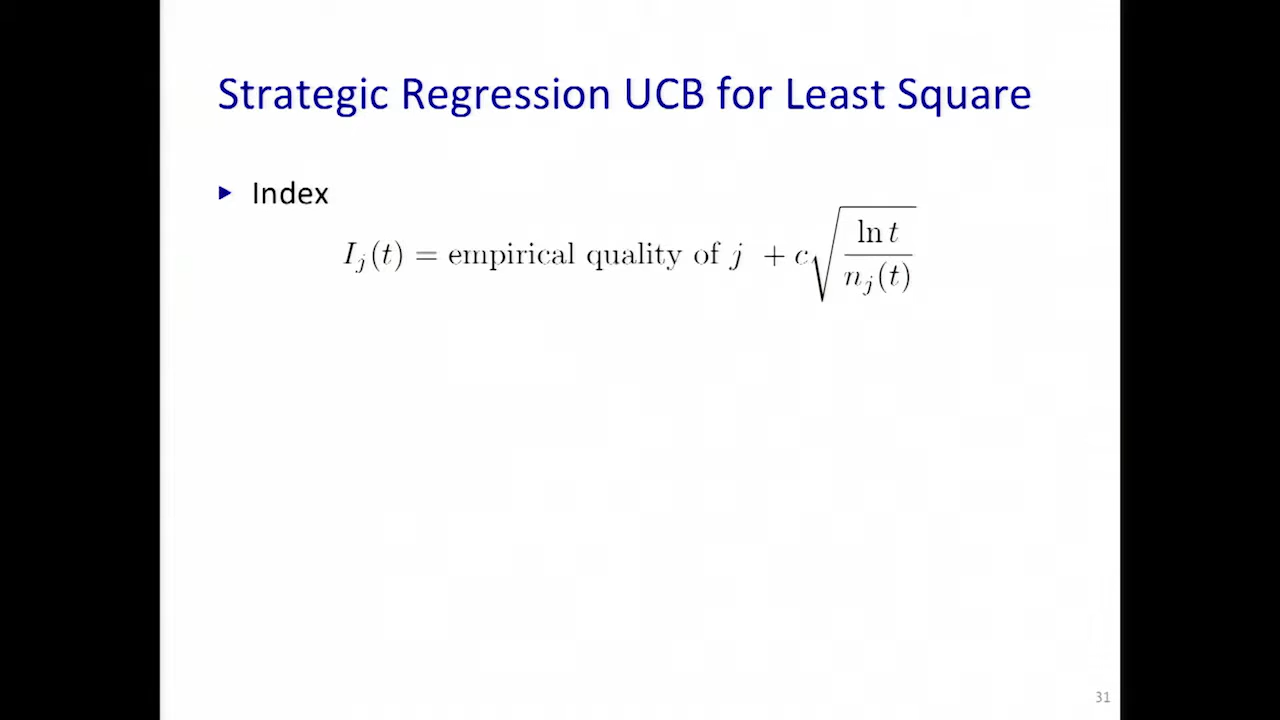 Strategic Regression UCB for Least Square
▸ Index
I_j(t) = empirical quality of j + c√(ln t / n_j(t))
31